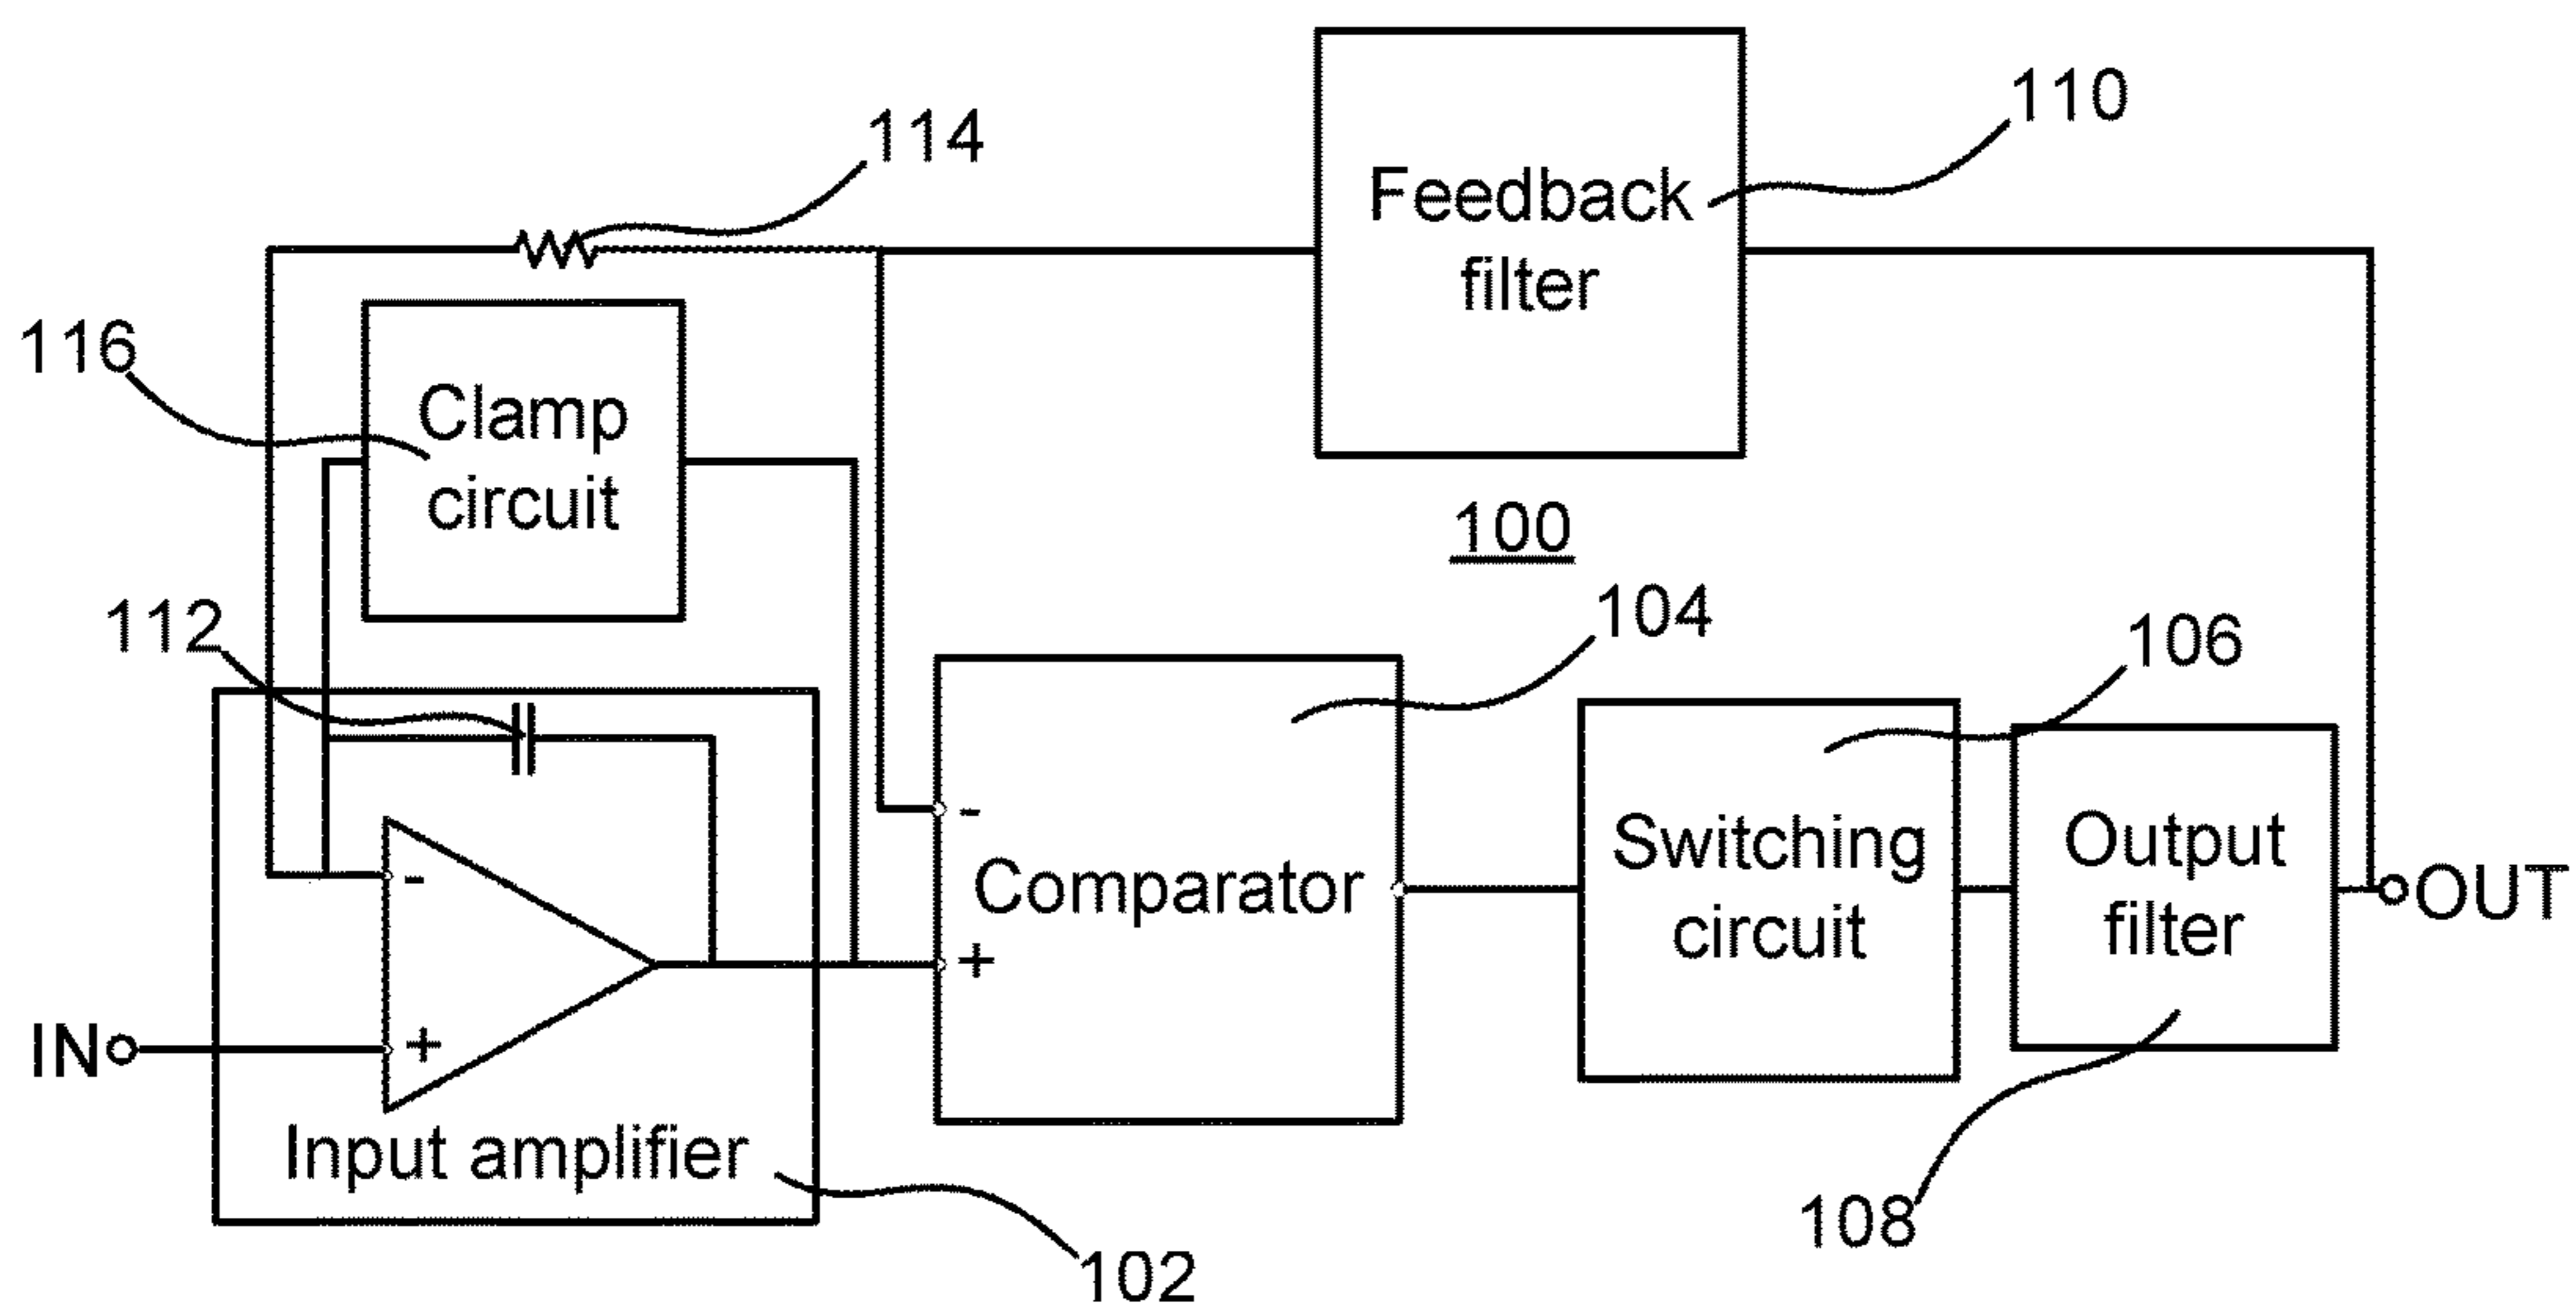 110
114
Feedback
filter
116
Clamp
circuit
100
112
104
106
-
Comparator
+
Switching
circuit
Output
filter
OUT
-
+
IN
Input amplifier
108
102